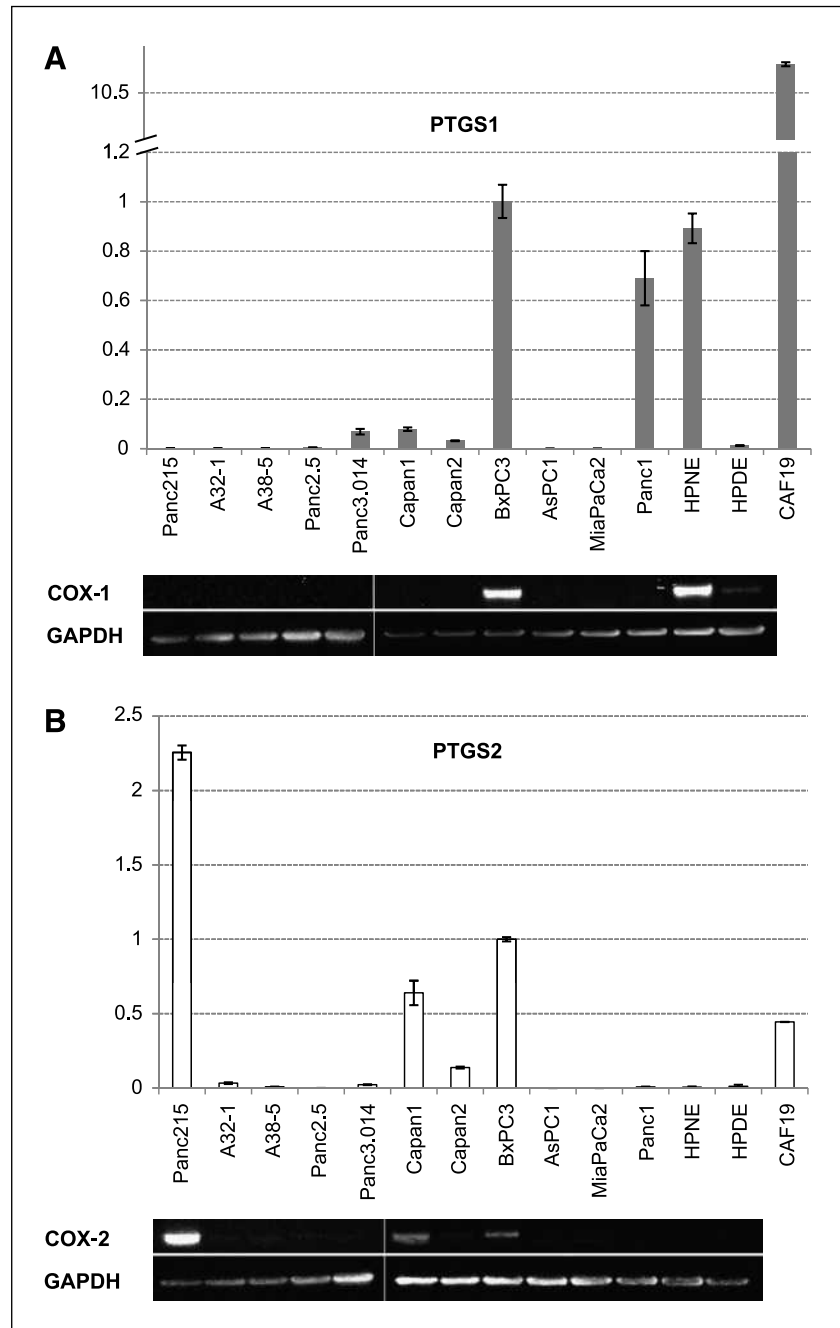 A
PTGS1
10.5
1.2
1
0.8
0.6
0.4
0.2
0
Panc215
A32-1
A38-5
Panc2.5
Panc3.014
Capan1
Capan2
BxPC3
AsPC1
MiaPaCa2
Panc1
HPNE
HPDE
CAF19
COX-1
GAPDH
B
PTGS2
2.5
2
1.5
1
0.5
0
Panc215
A32-1
A38-5
Panc2.5
Panc3.014
Capan1
Capan2
BxPC3
AsPC1
MiaPaCa2
Panc1
HPNE
HPDE
CAF19
COX-2
GAPDH